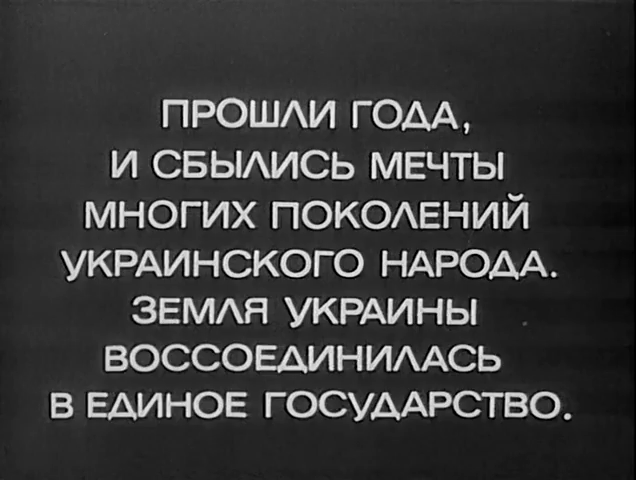 ПРОШЛИ ГОДА,
И СБЫЛИСЬ МЕЧТЫ
МНОГИХ ПОКОЛЕНИЙ
УКРАИНСКОГО НАРОДА.
ЗЕМЛЯ УКРАИНЫ
ВОССОЕДИНИЛАСЬ
В ЕДИНОЕ ГОСУДАРСТВО.